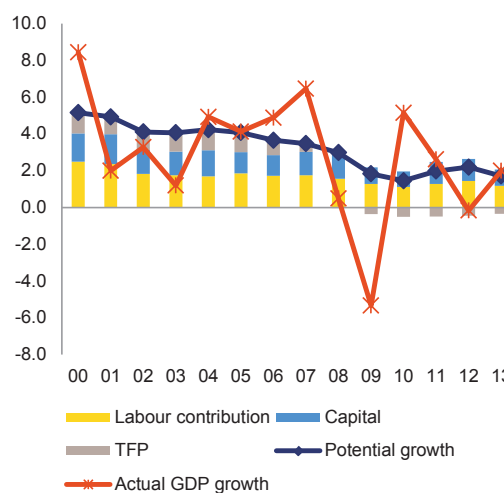 10.0
8.0
6.0
4.0
2.0
0.0
-2.0
-4.0
-6.0
-8.0
00 01 02 03 04 05 06 07 08 09 10 11 12 13
Labour contribution Capital
TFP Potential growth
Actual GDP growth